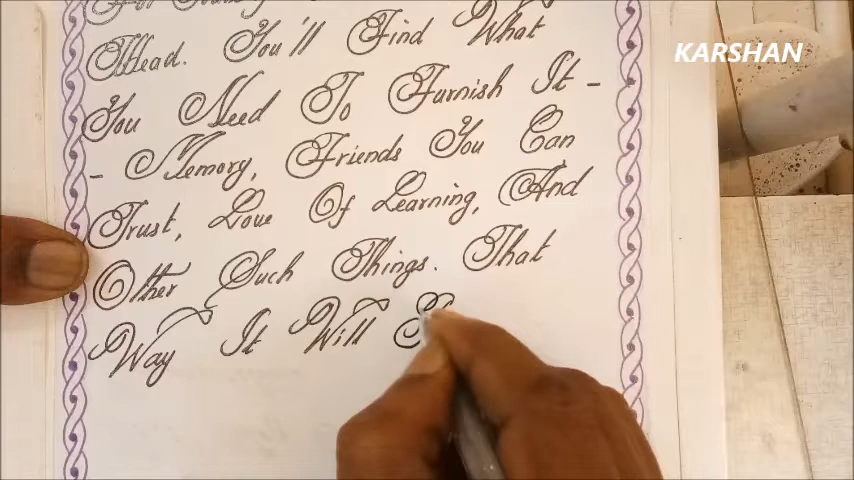 What
KARSHAN
Head. You'll Find
You Need To Furnish It -
- Memory, Friends You Can
Trust, Love Of Learning, And
Other Such Things. That
Way It Will